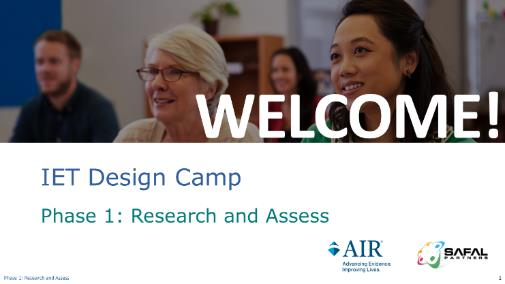 WELCOME!
IET Design Camp
Phase 1: Research and Assess
AIR
Advancing Evidence.
Improving Lives.
SAFAL
PARTNERS
Phase 1: Research and Assess
1